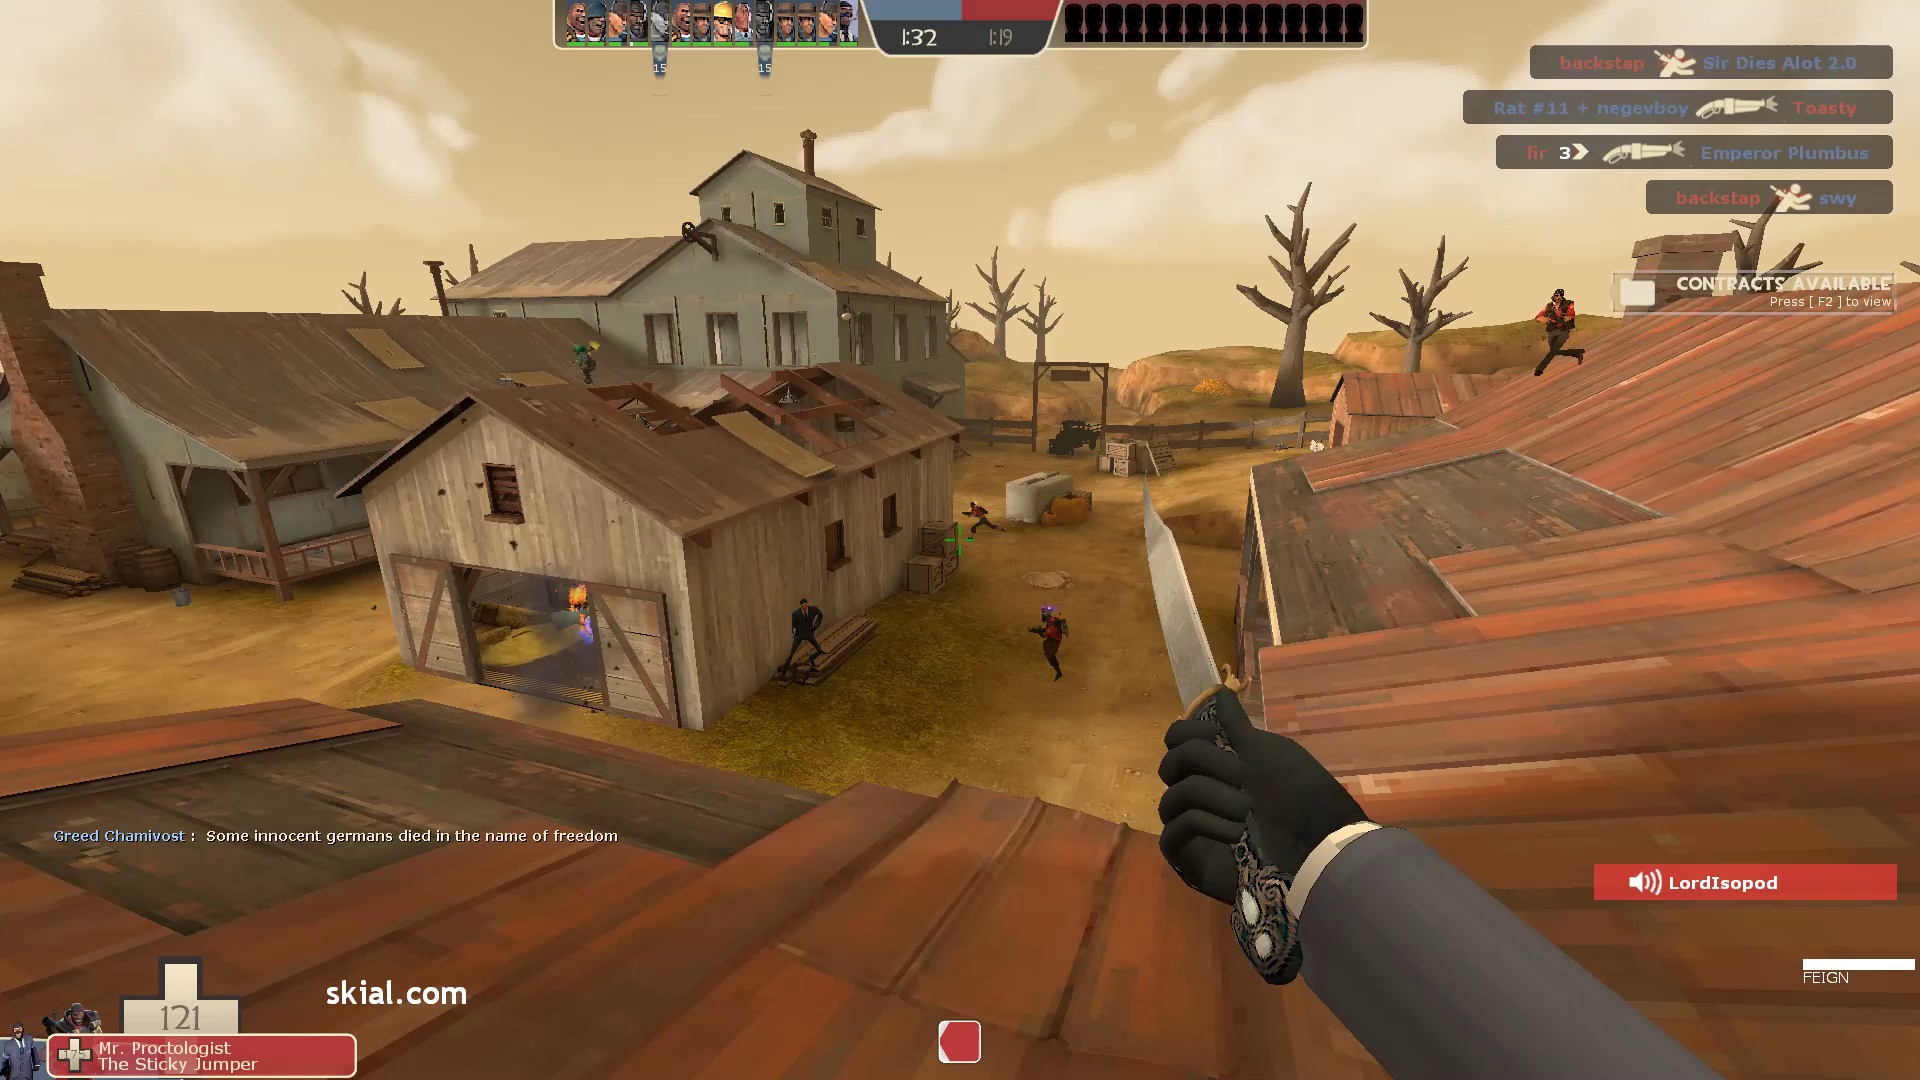 1:32
1:19
15
15
backstap Sir Dies Alot 2.0
Rat #11 + negevboy Toasty
fir 3 Emperor Plumbus
backstap swy
CONTRACTS AVAILABLE
Press [ F2 ] to view
Greed Chamivost : Some innocent germans died in the name of freedom
LordIsopod
FEIGN
skial.com
121
175
Mr. Proctologist
The Sticky Jumper